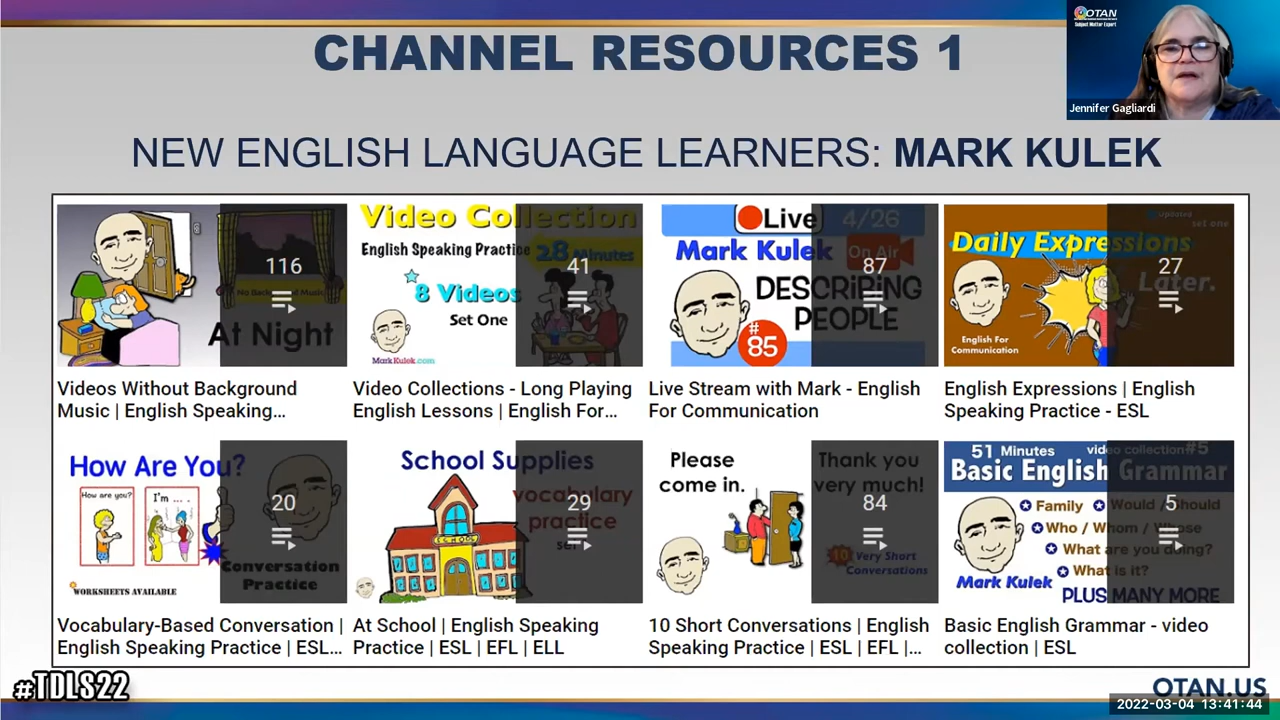 CHANNEL RESOURCES 1
OTAN
Subject Matter Expert
Jennifer Gagliardi
NEW ENGLISH LANGUAGE LEARNERS: MARK KULEK
No Background Music
At Night
116
Videos Without Background
Music | English Speaking...
Video Collection
English Speaking Practice
28 Minutes
8 Videos
Set One
MarkKulek.com
41
Video Collections - Long Playing
English Lessons | English For...
Live
4/26
Mark Kulek
On Air
DESCRIBING
PEOPLE
#
85
87
Live Stream with Mark - English
For Communication
Updated
set one
Daily Expressions
Later.
English For
Communication
27
English Expressions | English
Speaking Practice - ESL
How Are You?
How are you?
I'm ....
Conversation
Practice
WORKSHEETS AVAILABLE
20
Vocabulary-Based Conversation |
English Speaking Practice | ESL...
School Supplies
vocabulary
practice
SCHOOL
29
At School | English Speaking
Practice | ESL | EFL | ELL
Please
come in.
Thank you
very much!
10 Very Short
Conversations
84
10 Short Conversations | English
Speaking Practice | ESL | EFL |...
51 Minutes
video collection #5
Basic English Grammar
Family
Would / Should
Who / Whom / Whose
What are you doing?
What is it?
Mark Kulek
PLUS MANY MORE
5
Basic English Grammar - video
collection | ESL
#TDLS22
OTAN.US
2022-03-04 13:41:44